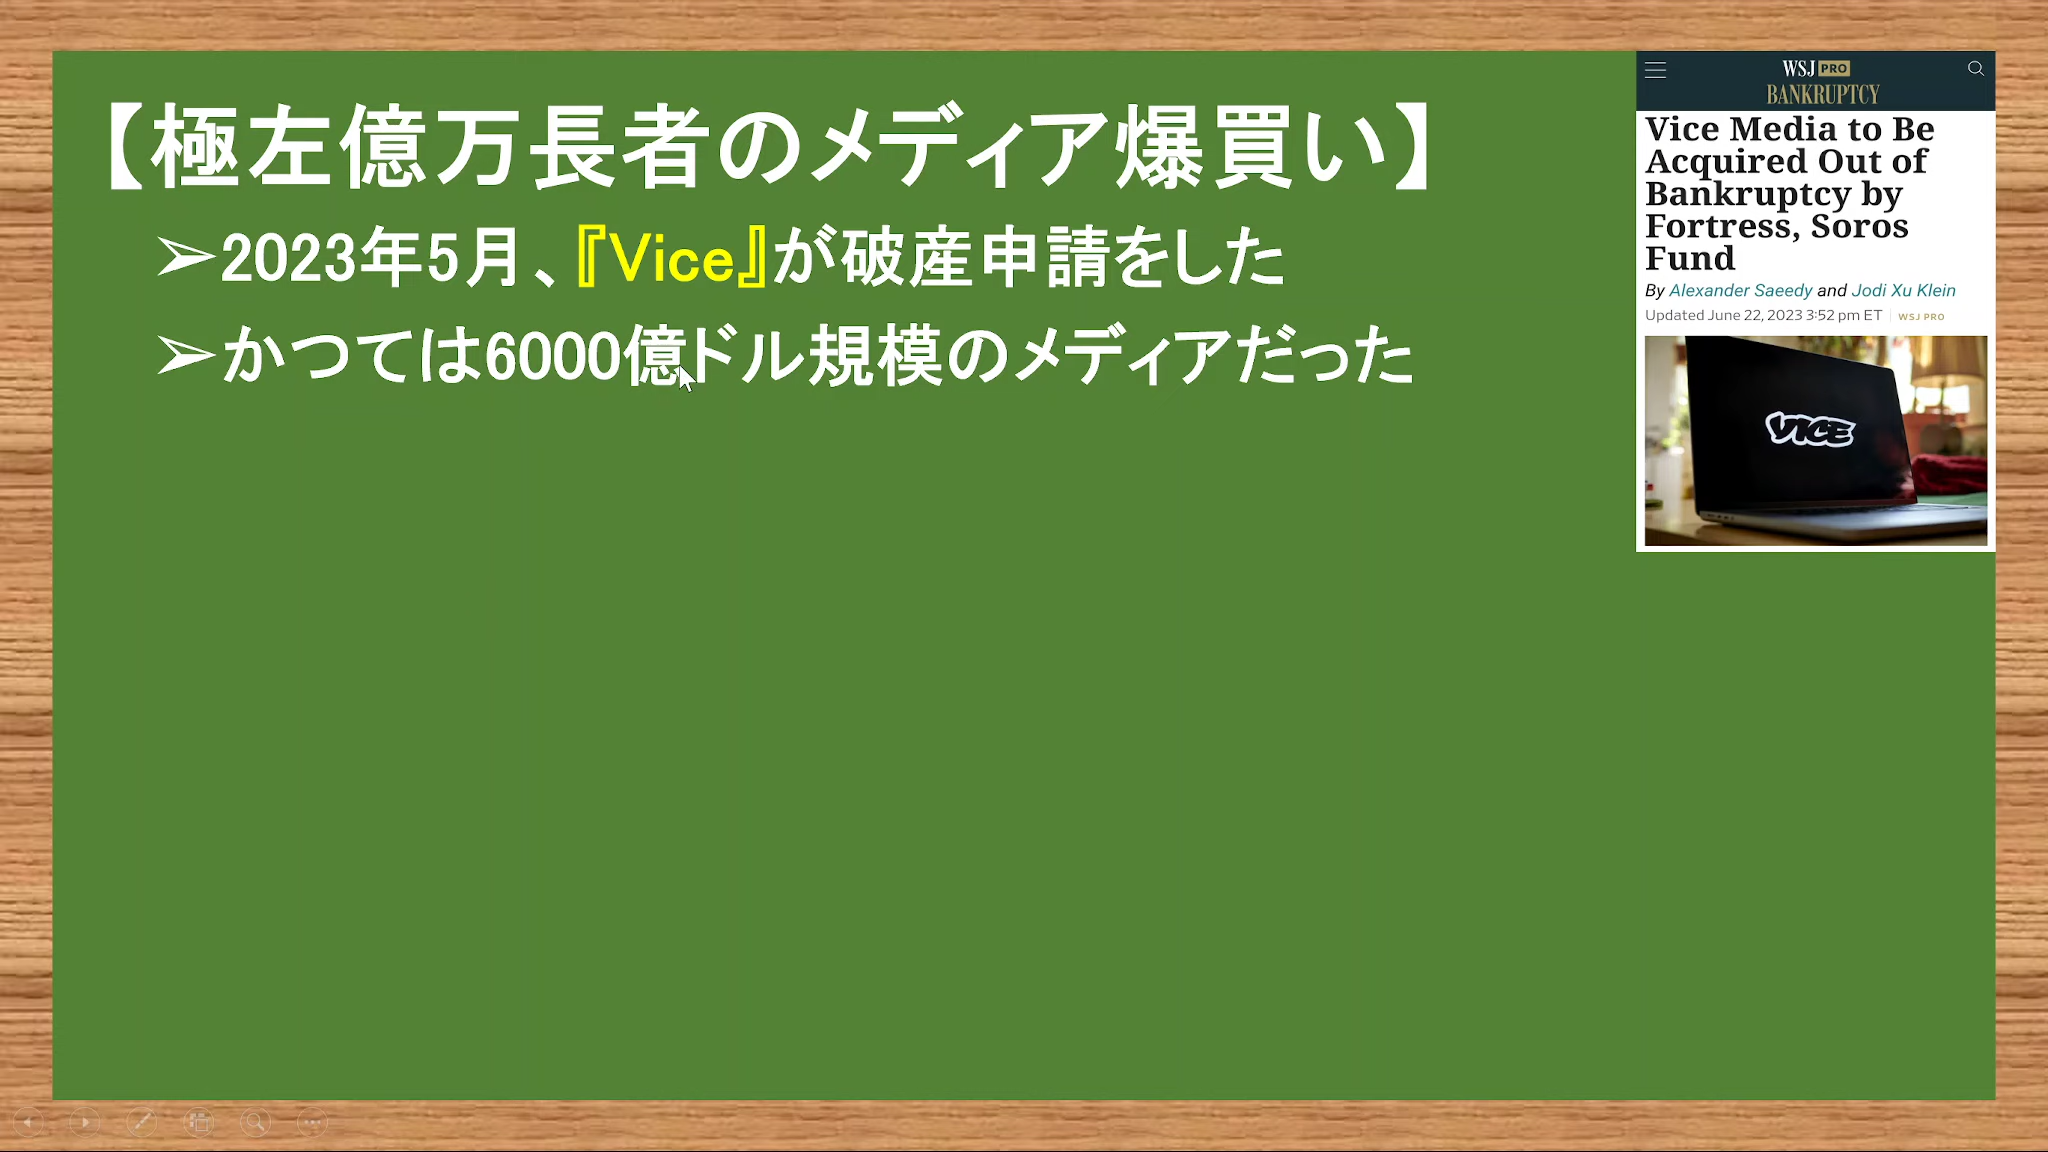 【極左億万長者のメディア爆買い】
➢2023年5月、『Vice』が破産申請をした
➢かつては6000億ドル規模のメディアだった
WSJ PRO
BANKRUPTCY
Vice Media to Be
Acquired Out of
Bankruptcy by
Fortress, Soros
Fund
By Alexander Saeedy and Jodi Xu Klein
Updated June 22, 2023 3:52 pm ET | WSJ PRO
VICE